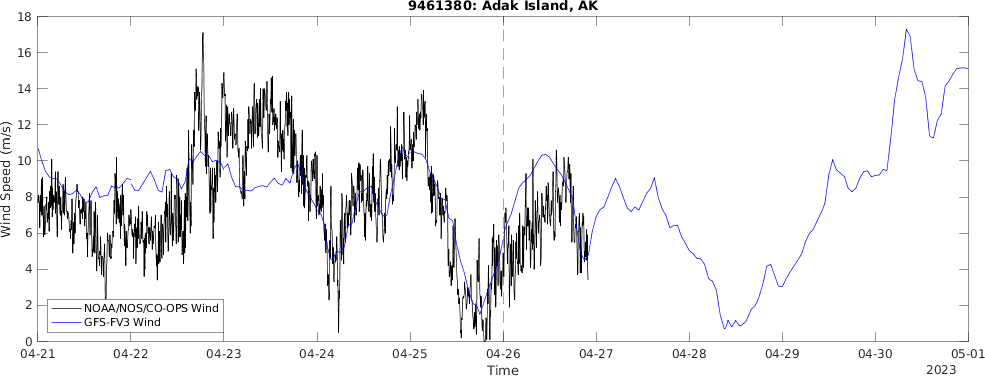 9461380: Adak Island, AK
Wind Speed (m/s)
18
16
14
12
10
8
6
4
2
0
NOAA/NOS/CO-OPS Wind
GFS-FV3 Wind
04-21 04-22 04-23 04-24 04-25 04-26 04-27 04-28 04-29 04-30 05-01
Time
2023